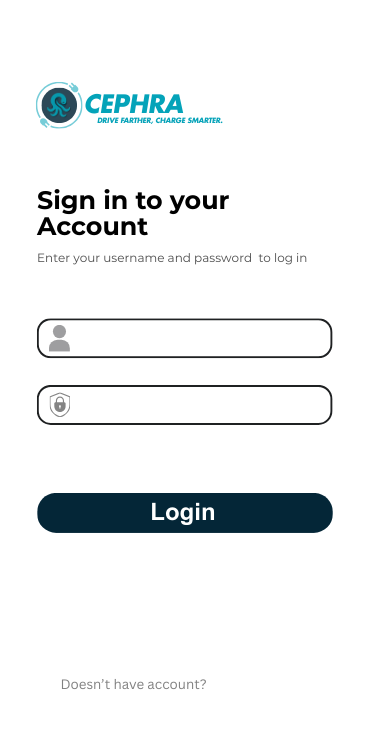 CEPHRA
DRIVE FARTHER, CHARGE SMARTER.
Sign in to your
Account
Enter your username and password  to log in
Login
Doesn't have account?